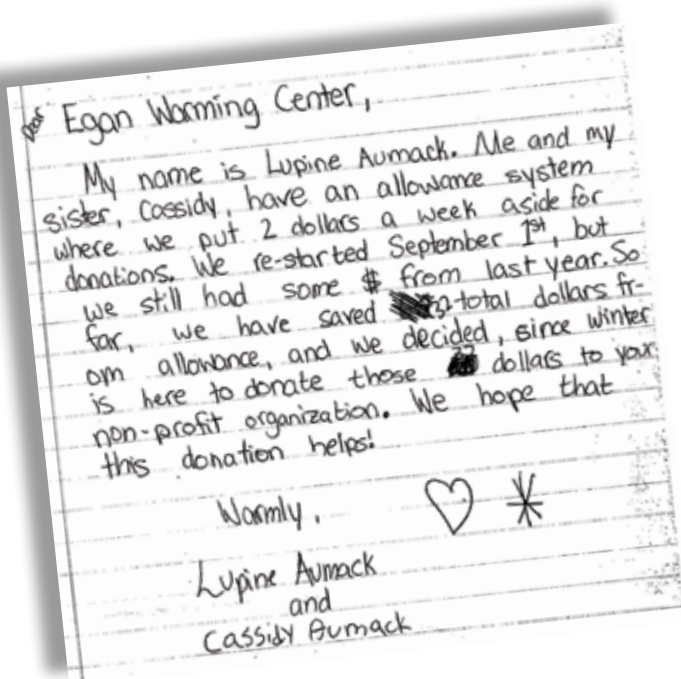 Dear Egan Warming Center,
My name is Lupine Aumack. Me and my
sister, Cassidy, have an allowance system
where we put 2 dollars a week aside for
donations. We re-started September 1st, but
we still had some $ from last year. So
far, we have saved total dollars fr-
om allowance, and we decided, since winter
is here to donate those dollars to your
non-profit organization. We hope that
this donation helps!
Warmly,
Lupine Aumack
and
Cassidy Aumack